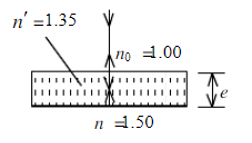 n′ =1.35
n₀ =1.00
e
n =1.50